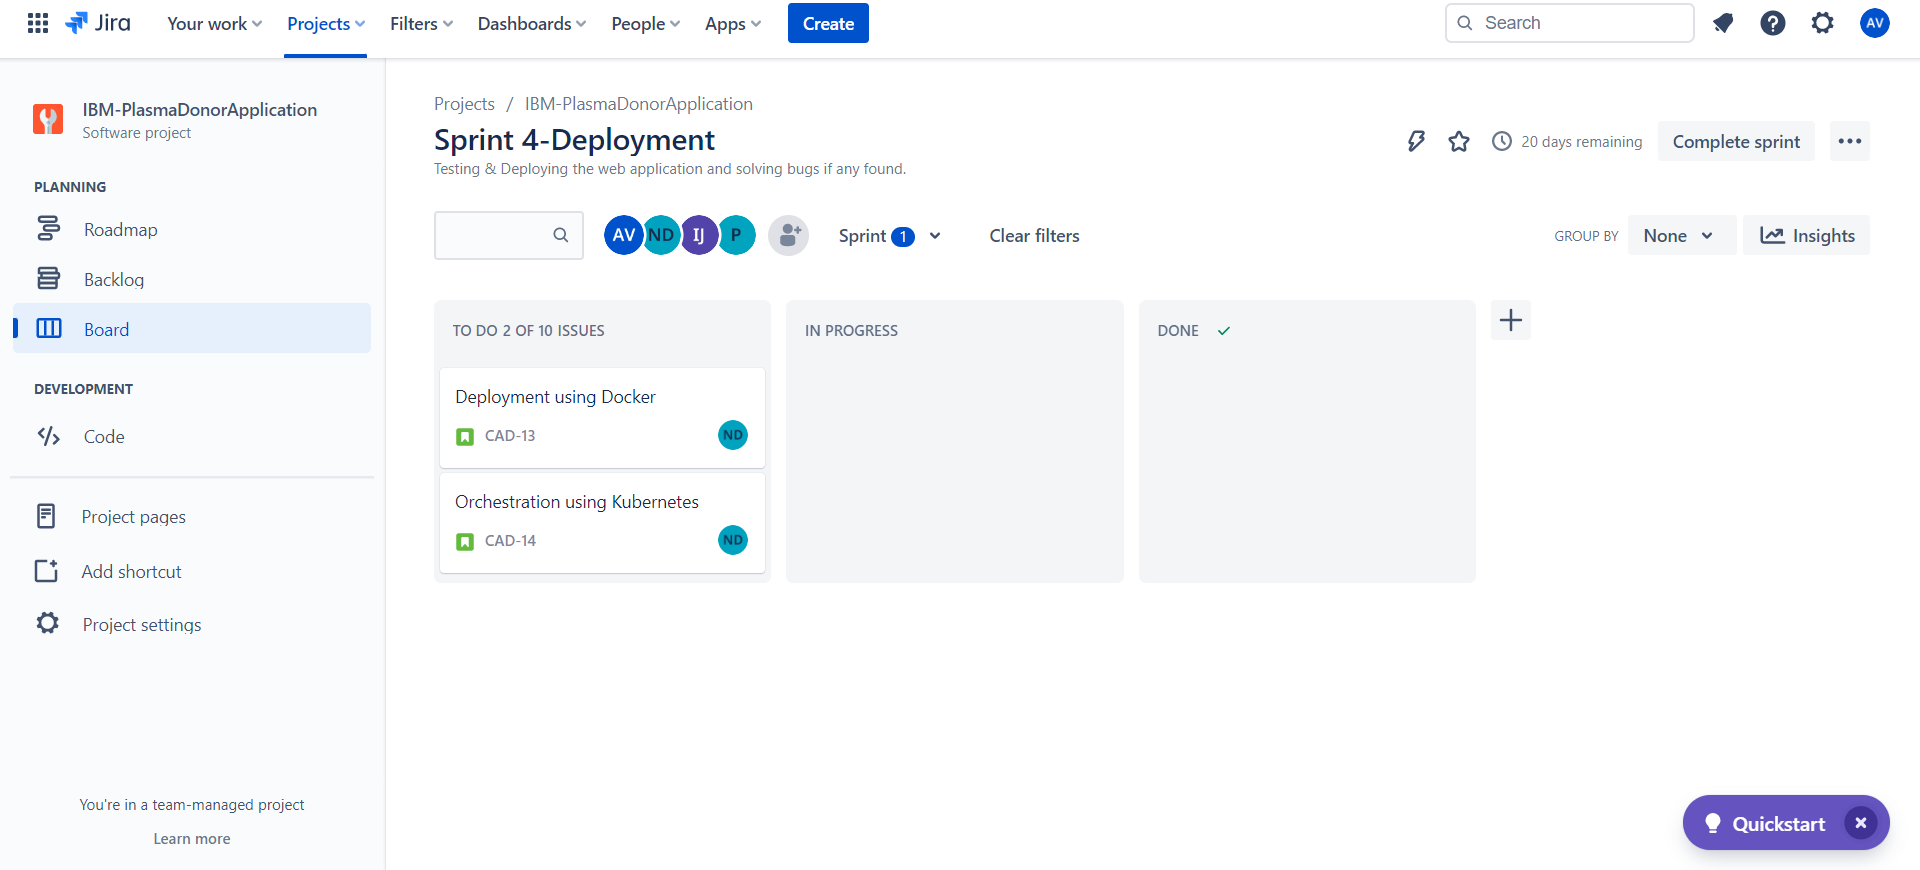 Jira Your work Projects Filters Dashboards People Apps Create Search AV
IBM-PlasmaDonorApplication
Software project
PLANNING
Roadmap
Backlog
Board
DEVELOPMENT
Code
Project pages
Add shortcut
Project settings
You're in a team-managed project
Learn more
Projects / IBM-PlasmaDonorApplication
Sprint 4-Deployment
Testing & Deploying the web application and solving bugs if any found.
20 days remaining Complete sprint
AV ND IJ P Sprint 1 Clear filters GROUP BY None Insights
TO DO 2 OF 10 ISSUES
Deployment using Docker
CAD-13 ND
Orchestration using Kubernetes
CAD-14 ND
IN PROGRESS
DONE
Quickstart